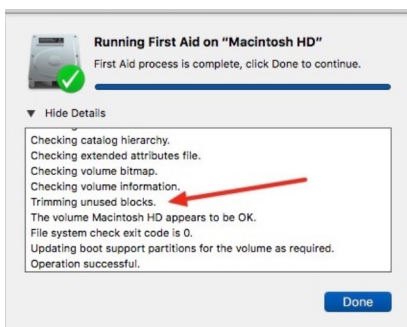 Running First Aid on “Macintosh HD”
First Aid process is complete, click Done to continue.
Hide Details
Checking catalog hierarchy.
Checking extended attributes file.
Checking volume bitmap.
Checking volume information.
Trimming unused blocks.
The volume Macintosh HD appears to be OK.
File system check exit code is 0.
Updating boot support partitions for the volume as required.
Operation successful.
Done